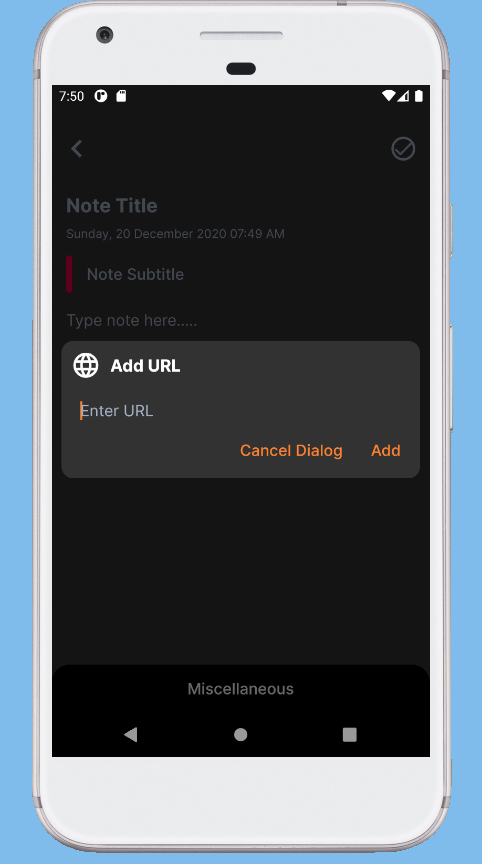 7:50
Note Title
Sunday, 20 December 2020 07:49 AM
Note Subtitle
Type note here.....
Add URL
Enter URL
Cancel Dialog Add
Miscellaneous